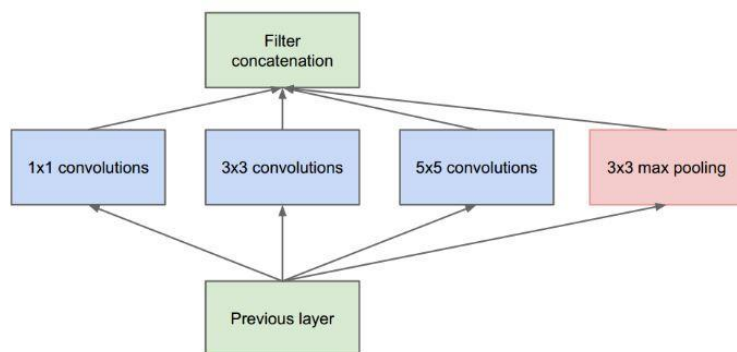 Filter
concatenation
1x1 convolutions
3x3 convolutions
5x5 convolutions
3x3 max pooling
Previous layer